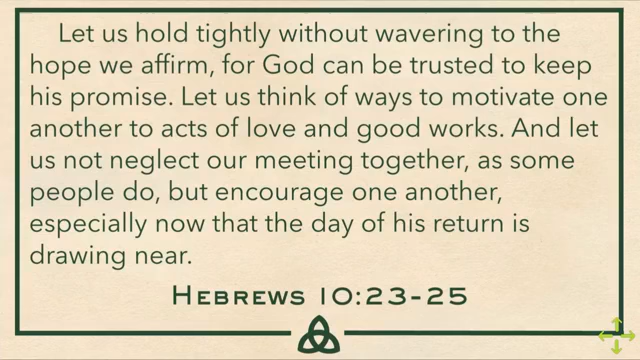 Let us hold tightly without wavering to the
hope we affirm, for God can be trusted to keep
his promise. Let us think of ways to motivate one
another to acts of love and good works. And let
us not neglect our meeting together, as some
people do, but encourage one another,
especially now that the day of his return is
drawing near.
HEBREWS 10:23-25